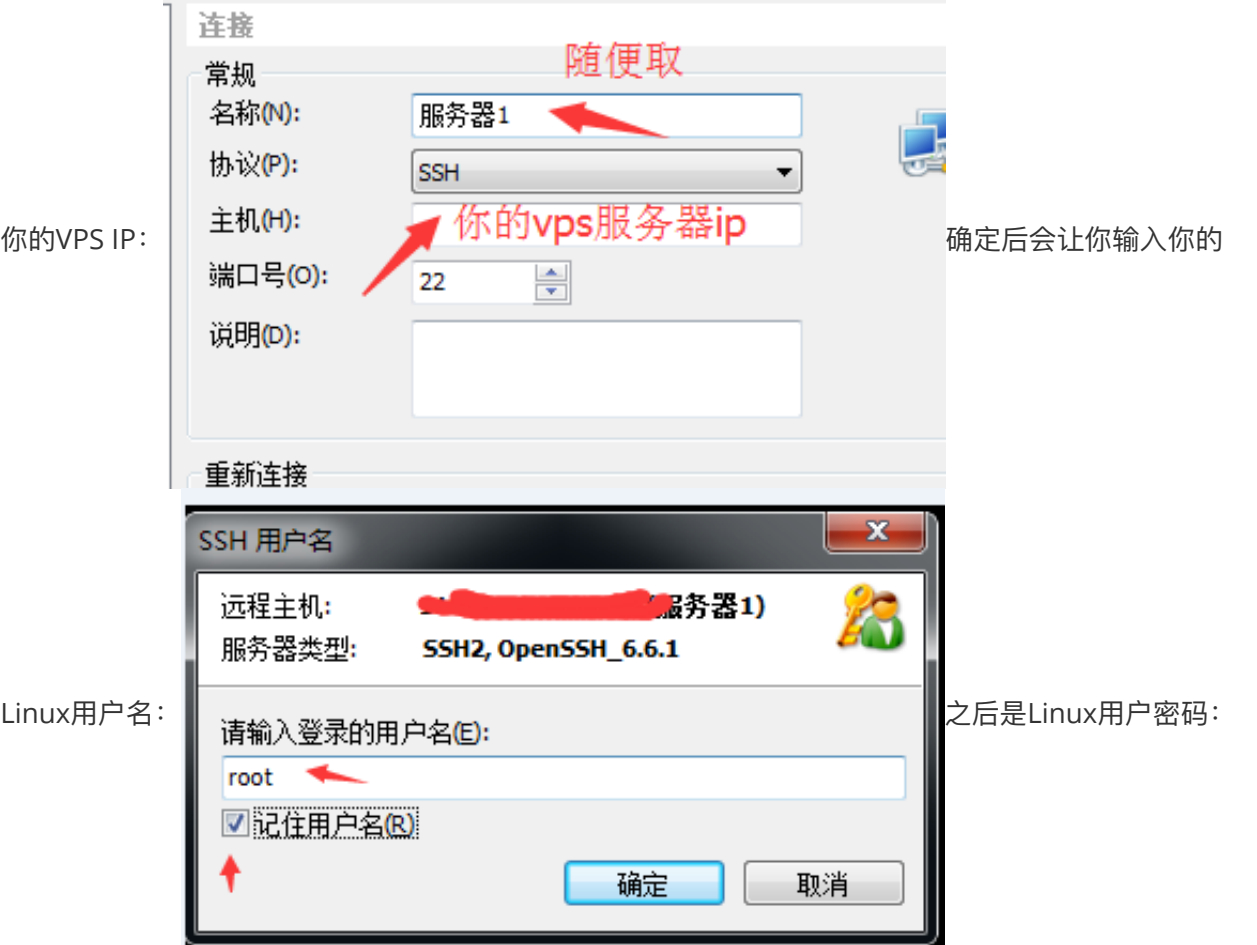 连接
随便取
常规
名称(N): 服务器1
协议(P): SSH
主机(H): 你的vps服务器ip
你的VPS IP： 确定后会让你输入你的
端口号(O): 22
说明(D):
重新连接
SSH 用户名
远程主机: 服务器1)
服务器类型: SSH2, OpenSSH_6.6.1
Linux用户名： 之后是Linux用户密码：
请输入登录的用户名(E):
root
记住用户名(R)
确定 取消